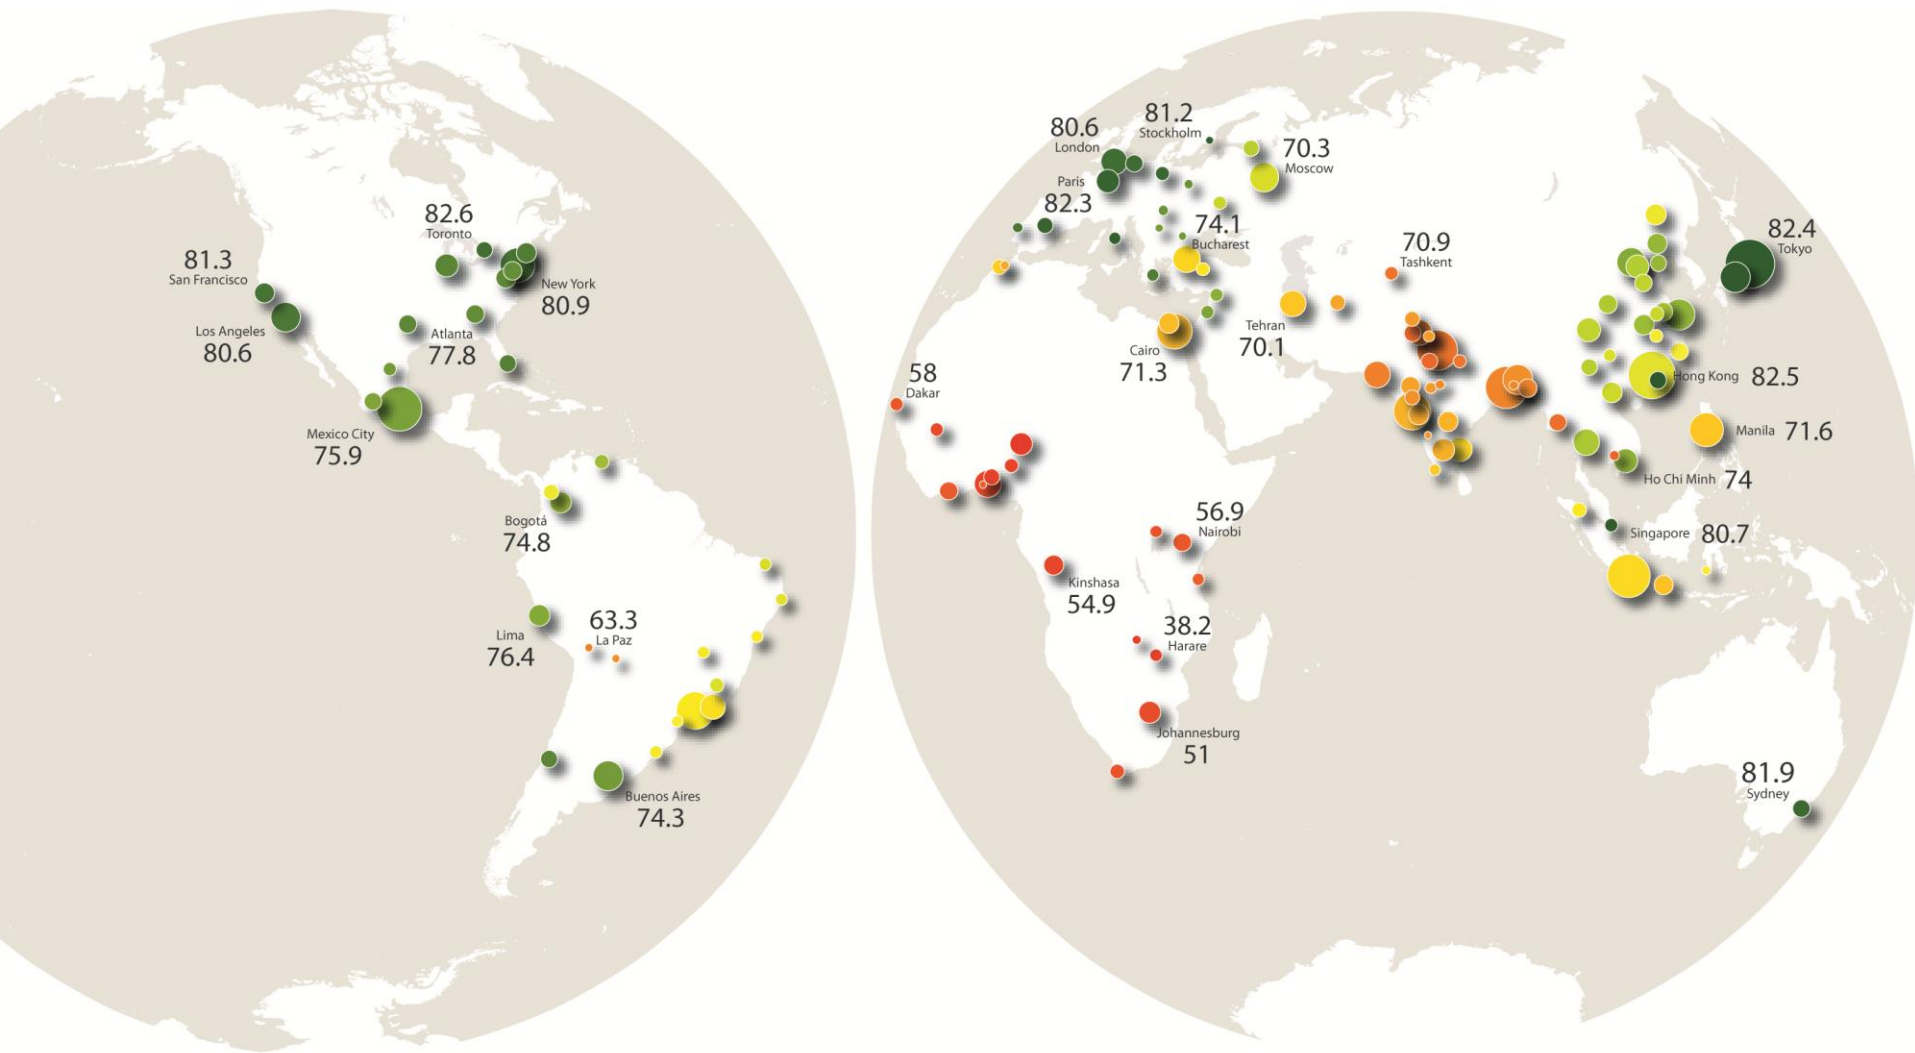 82.6
Toronto
81.3
San Francisco
New York
80.9
Los Angeles
80.6
Atlanta
77.8
Mexico City
75.9
Bogotá
74.8
63.3
La Paz
Lima
76.4
Buenos Aires
74.3
81.2
Stockholm
80.6
London
70.3
Moscow
Paris
82.3
74.1
Bucharest
70.9
Tashkent
82.4
Tokyo
Tehran
70.1
Cairo
71.3
58
Dakar
Hong Kong 82.5
Manila 71.6
Ho Chi Minh 74
56.9
Nairobi
Singapore 80.7
Kinshasa
54.9
38.2
Harare
Johannesburg
51
81.9
Sydney